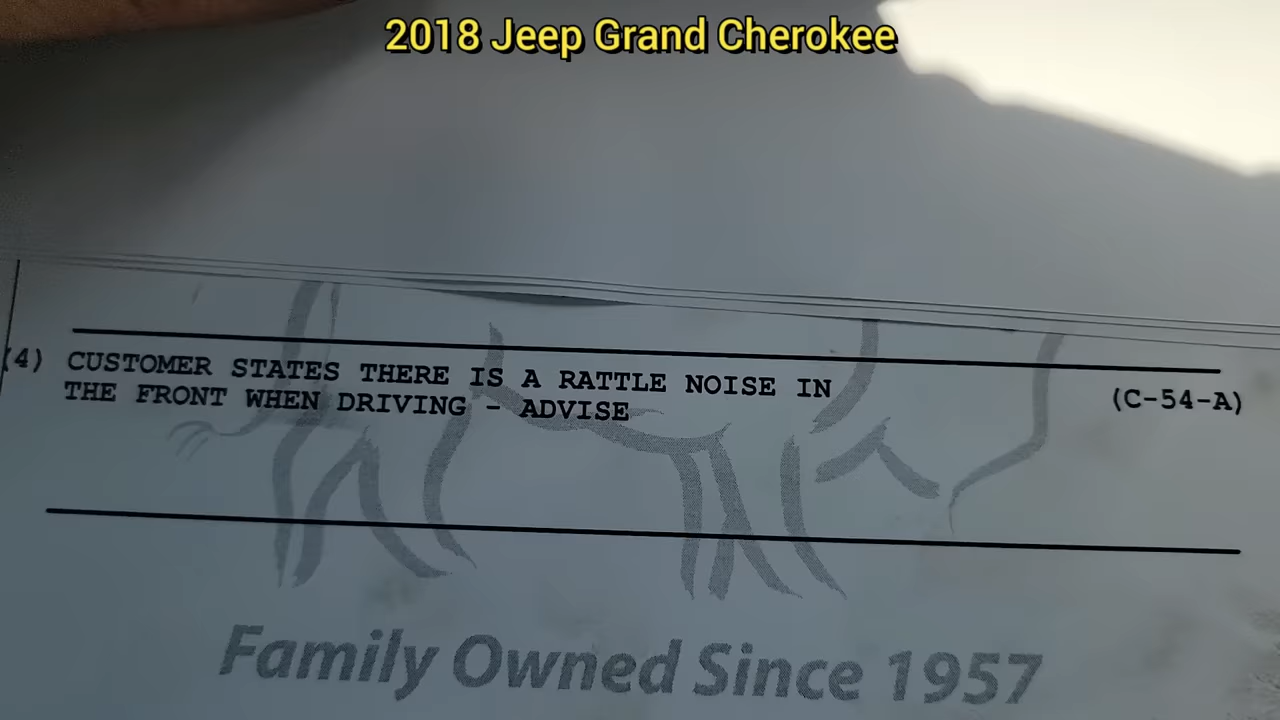 2018 Jeep Grand Cherokee
(4) CUSTOMER STATES THERE IS A RATTLE NOISE IN (C-54-A)
THE FRONT WHEN DRIVING - ADVISE
Family Owned Since 1957